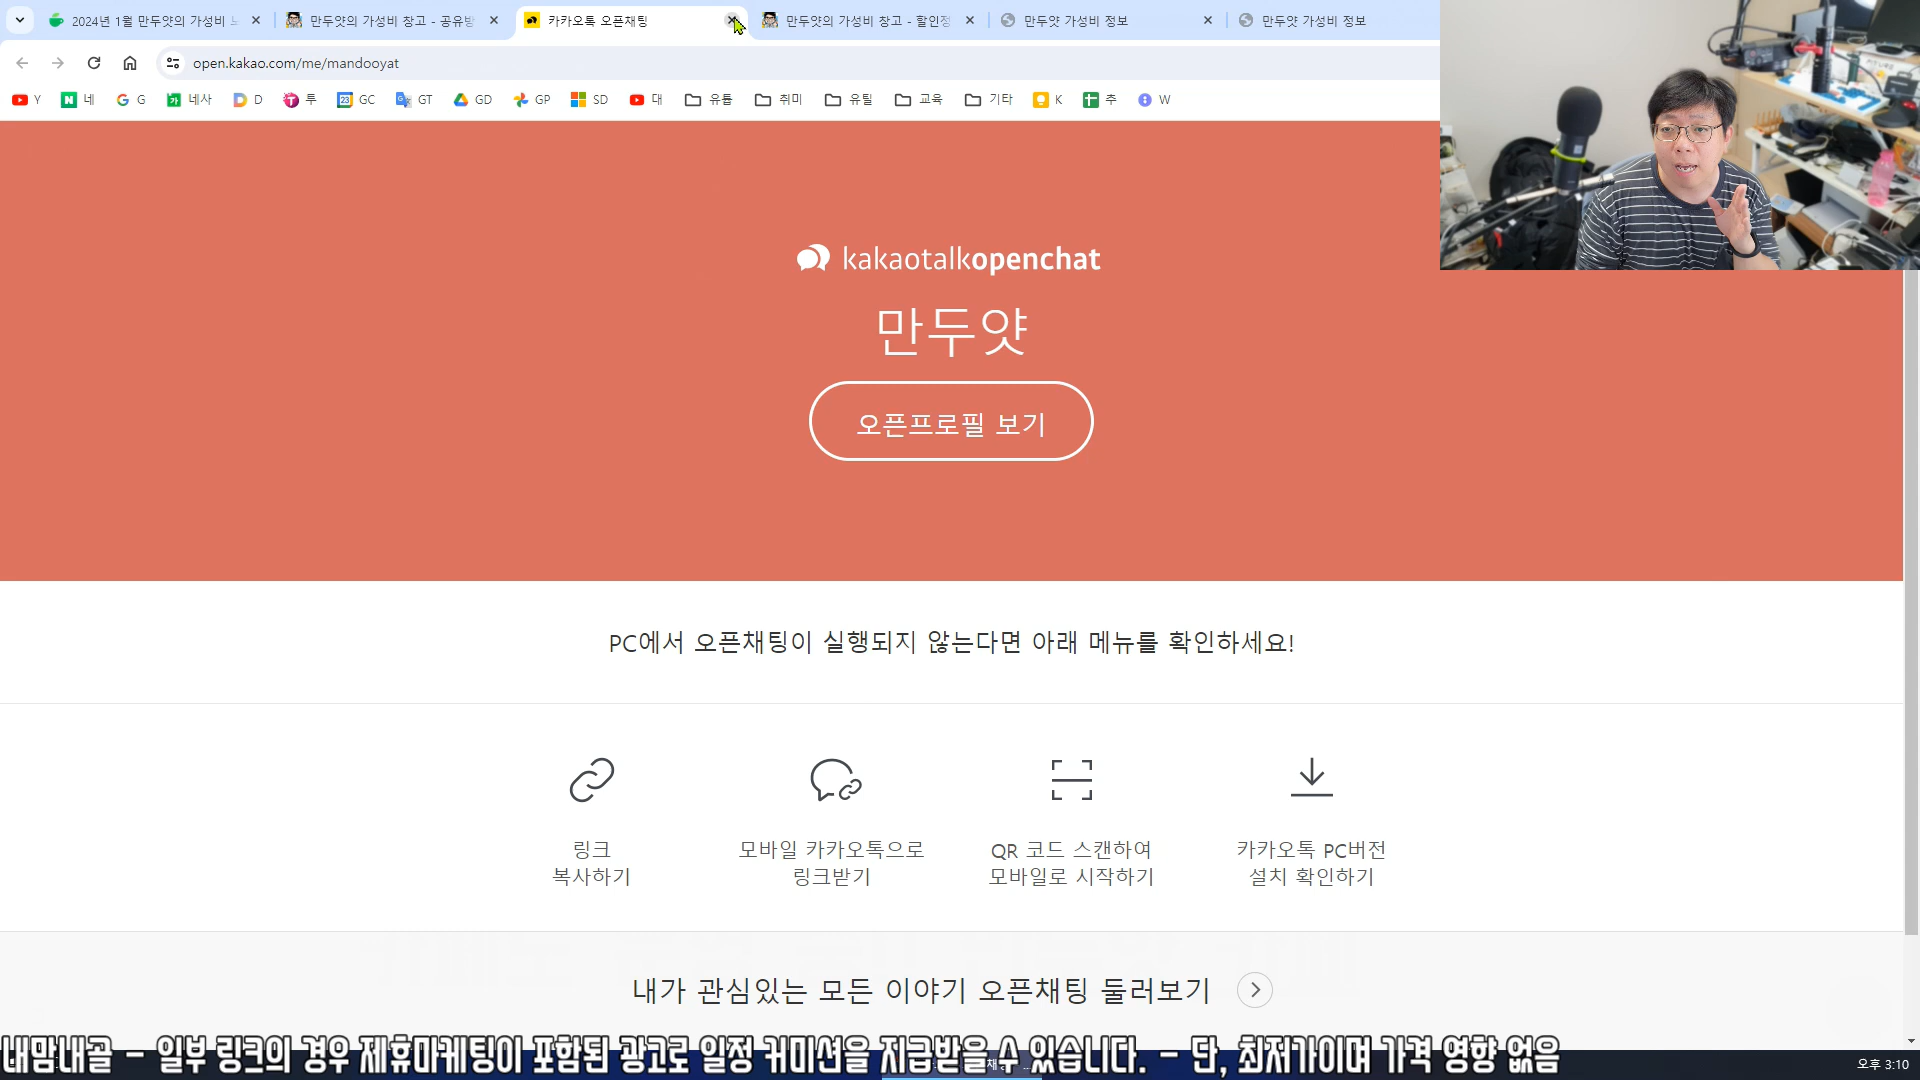 2024년 1월 만두얏의 가성비
만두얏의 가성비 창고 - 공유방
카카오톡 오픈채팅
만두얏의 가성비 창고 - 할인정
만두얏 가성비 정보
만두얏 가성비 정보
open.kakao.com/me/mandooyat
Y
네
G
네사
D
투
GC
GT
GD
GP
SD
대
유튭
취미
유틸
교육
기타
K
추
W
kakaotalkopenchat
만두얏
오픈프로필 보기
PC에서 오픈채팅이 실행되지 않는다면 아래 메뉴를 확인하세요!
링크
복사하기
모바일 카카오톡으로
링크받기
QR 코드 스캔하여
모바일로 시작하기
카카오톡 PC버전
설치 확인하기
내가 관심있는 모든 이야기 오픈채팅 둘러보기
내맘내골 - 일부 링크의 경우 제휴마케팅이 포함된 광고로 일정 커미션을 지급받을 수 있습니다. - 단, 최저가이며 가격 영향 없음
오후 3:10